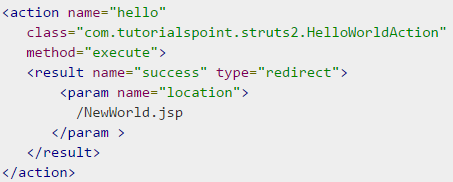 <action name="hello"
class="com.tutorialspoint.struts2.HelloWorldAction"
method="execute">
<result name="success" type="redirect">
<param name="location">
/NewWorld.jsp
</param >
</result>
</action>